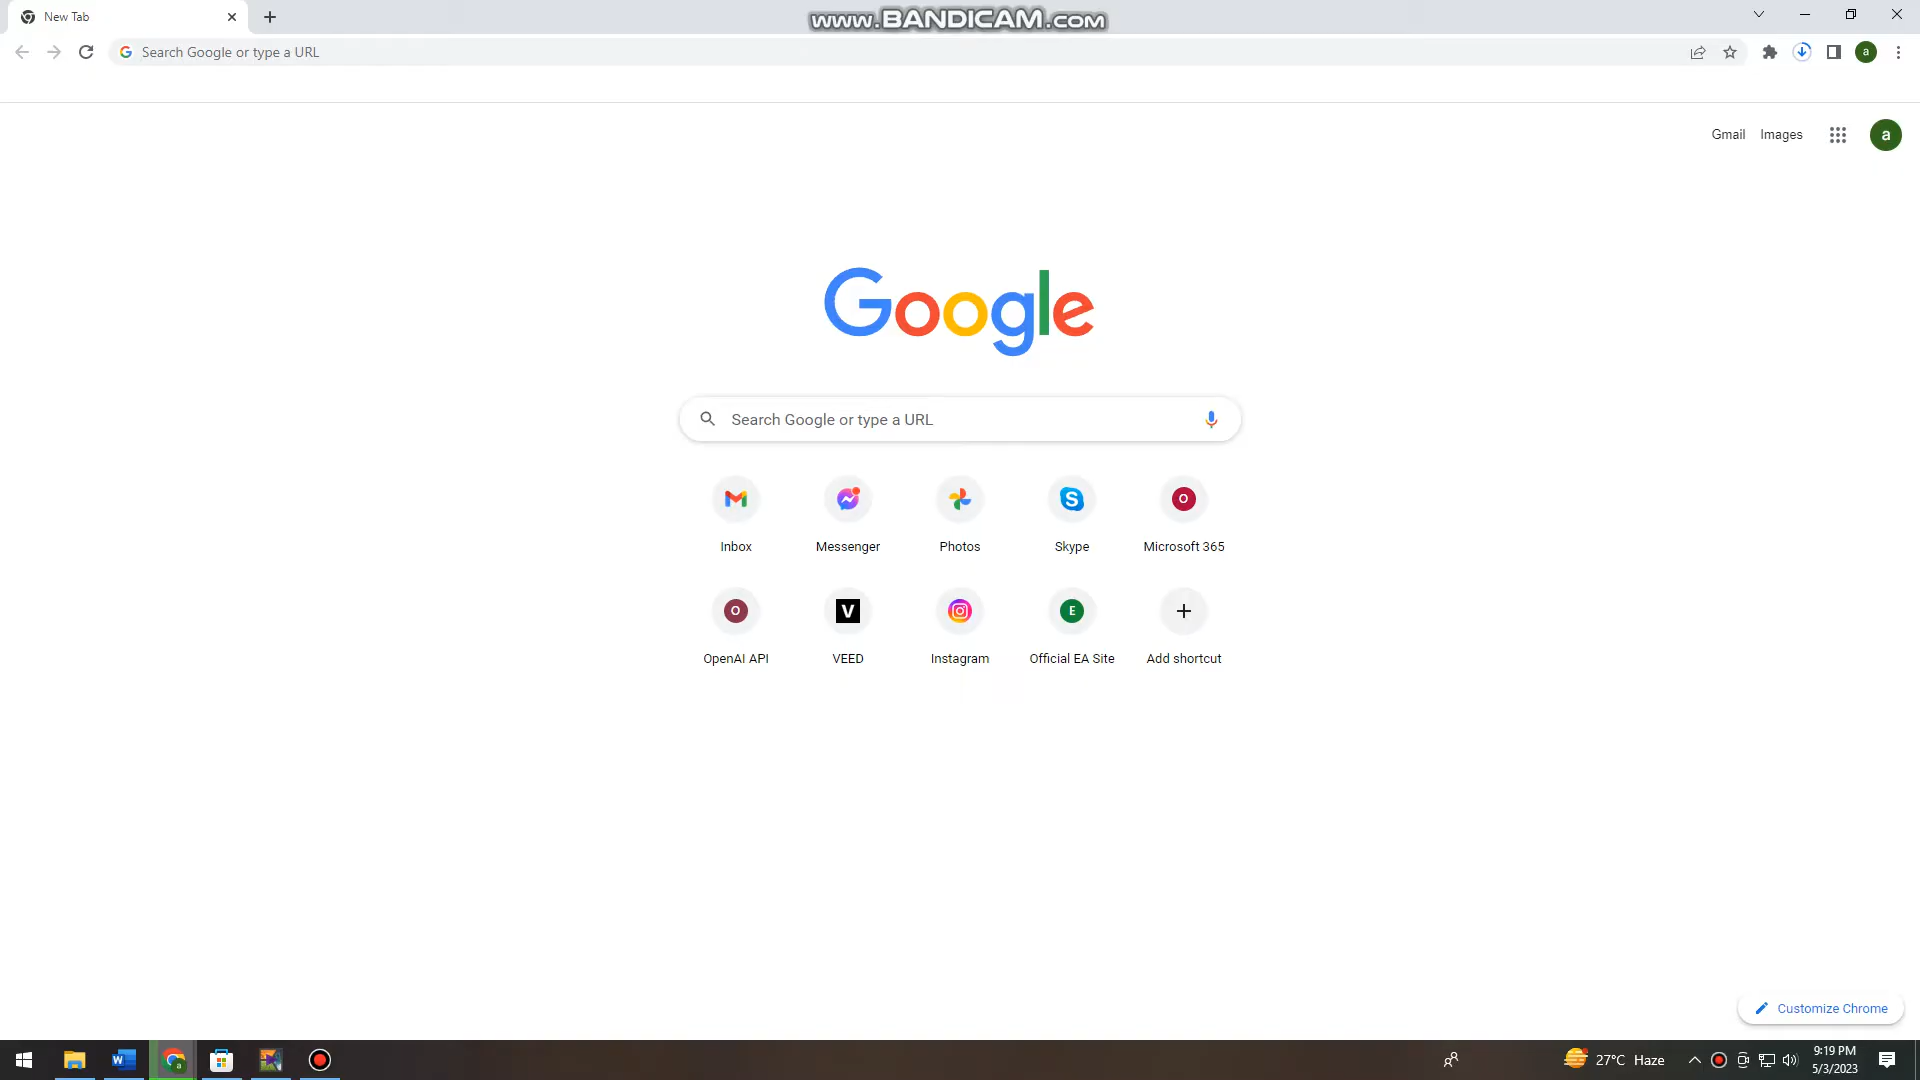 New Tab
www.BANDICAM.com
Search Google or type a URL
a
Gmail Images
a
Google
Search Google or type a URL
Inbox Messenger Photos Skype Microsoft 365
OpenAI API VEED Instagram Official EA Site Add shortcut
Customize Chrome
27°C Haze
9:19 PM
5/3/2023